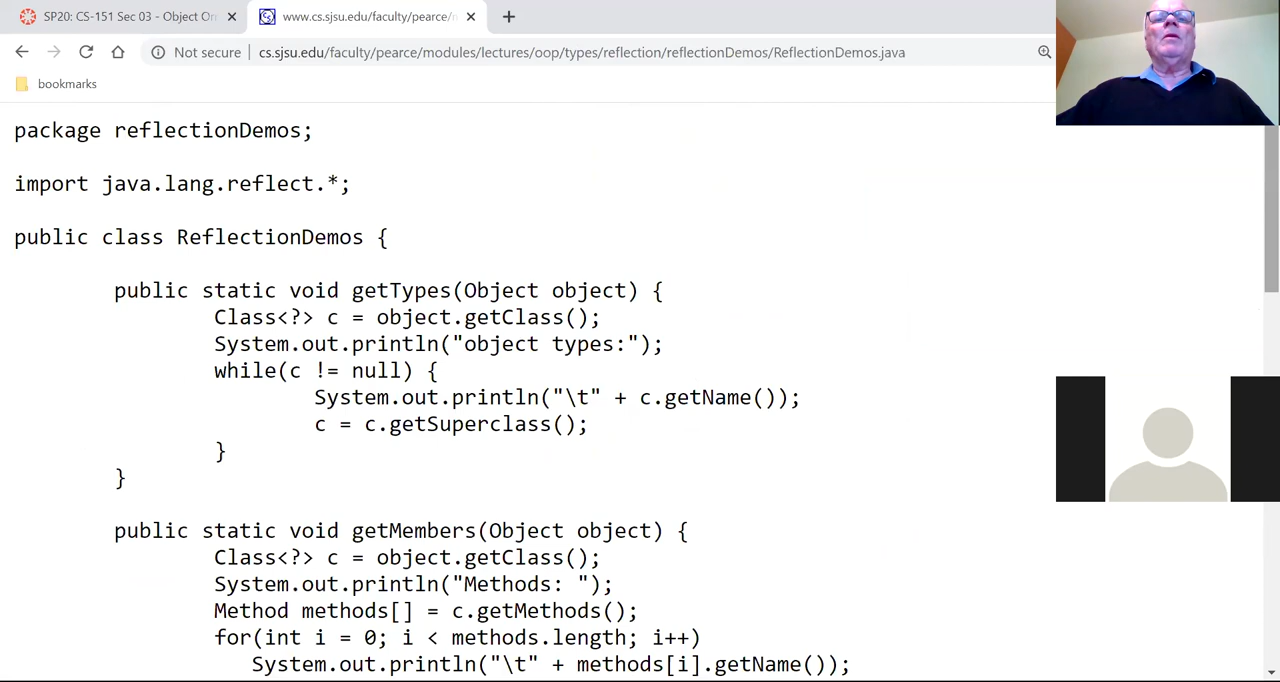 SP20: CS-151 Sec 03 - Object Or
www.cs.sjsu.edu/faculty/pearce/
Not secure | cs.sjsu.edu/faculty/pearce/modules/lectures/oop/types/reflection/reflectionDemos/ReflectionDemos.java
bookmarks
package reflectionDemos;
import java.lang.reflect.*;
public class ReflectionDemos {
public static void getTypes(Object object) {
Class<?> c = object.getClass();
System.out.println("object types:");
while(c != null) {
System.out.println("\t" + c.getName());
c = c.getSuperclass();
}
}
public static void getMembers(Object object) {
Class<?> c = object.getClass();
System.out.println("Methods: ");
Method methods[] = c.getMethods();
for(int i = 0; i < methods.length; i++)
System.out.println("\t" + methods[i].getName());